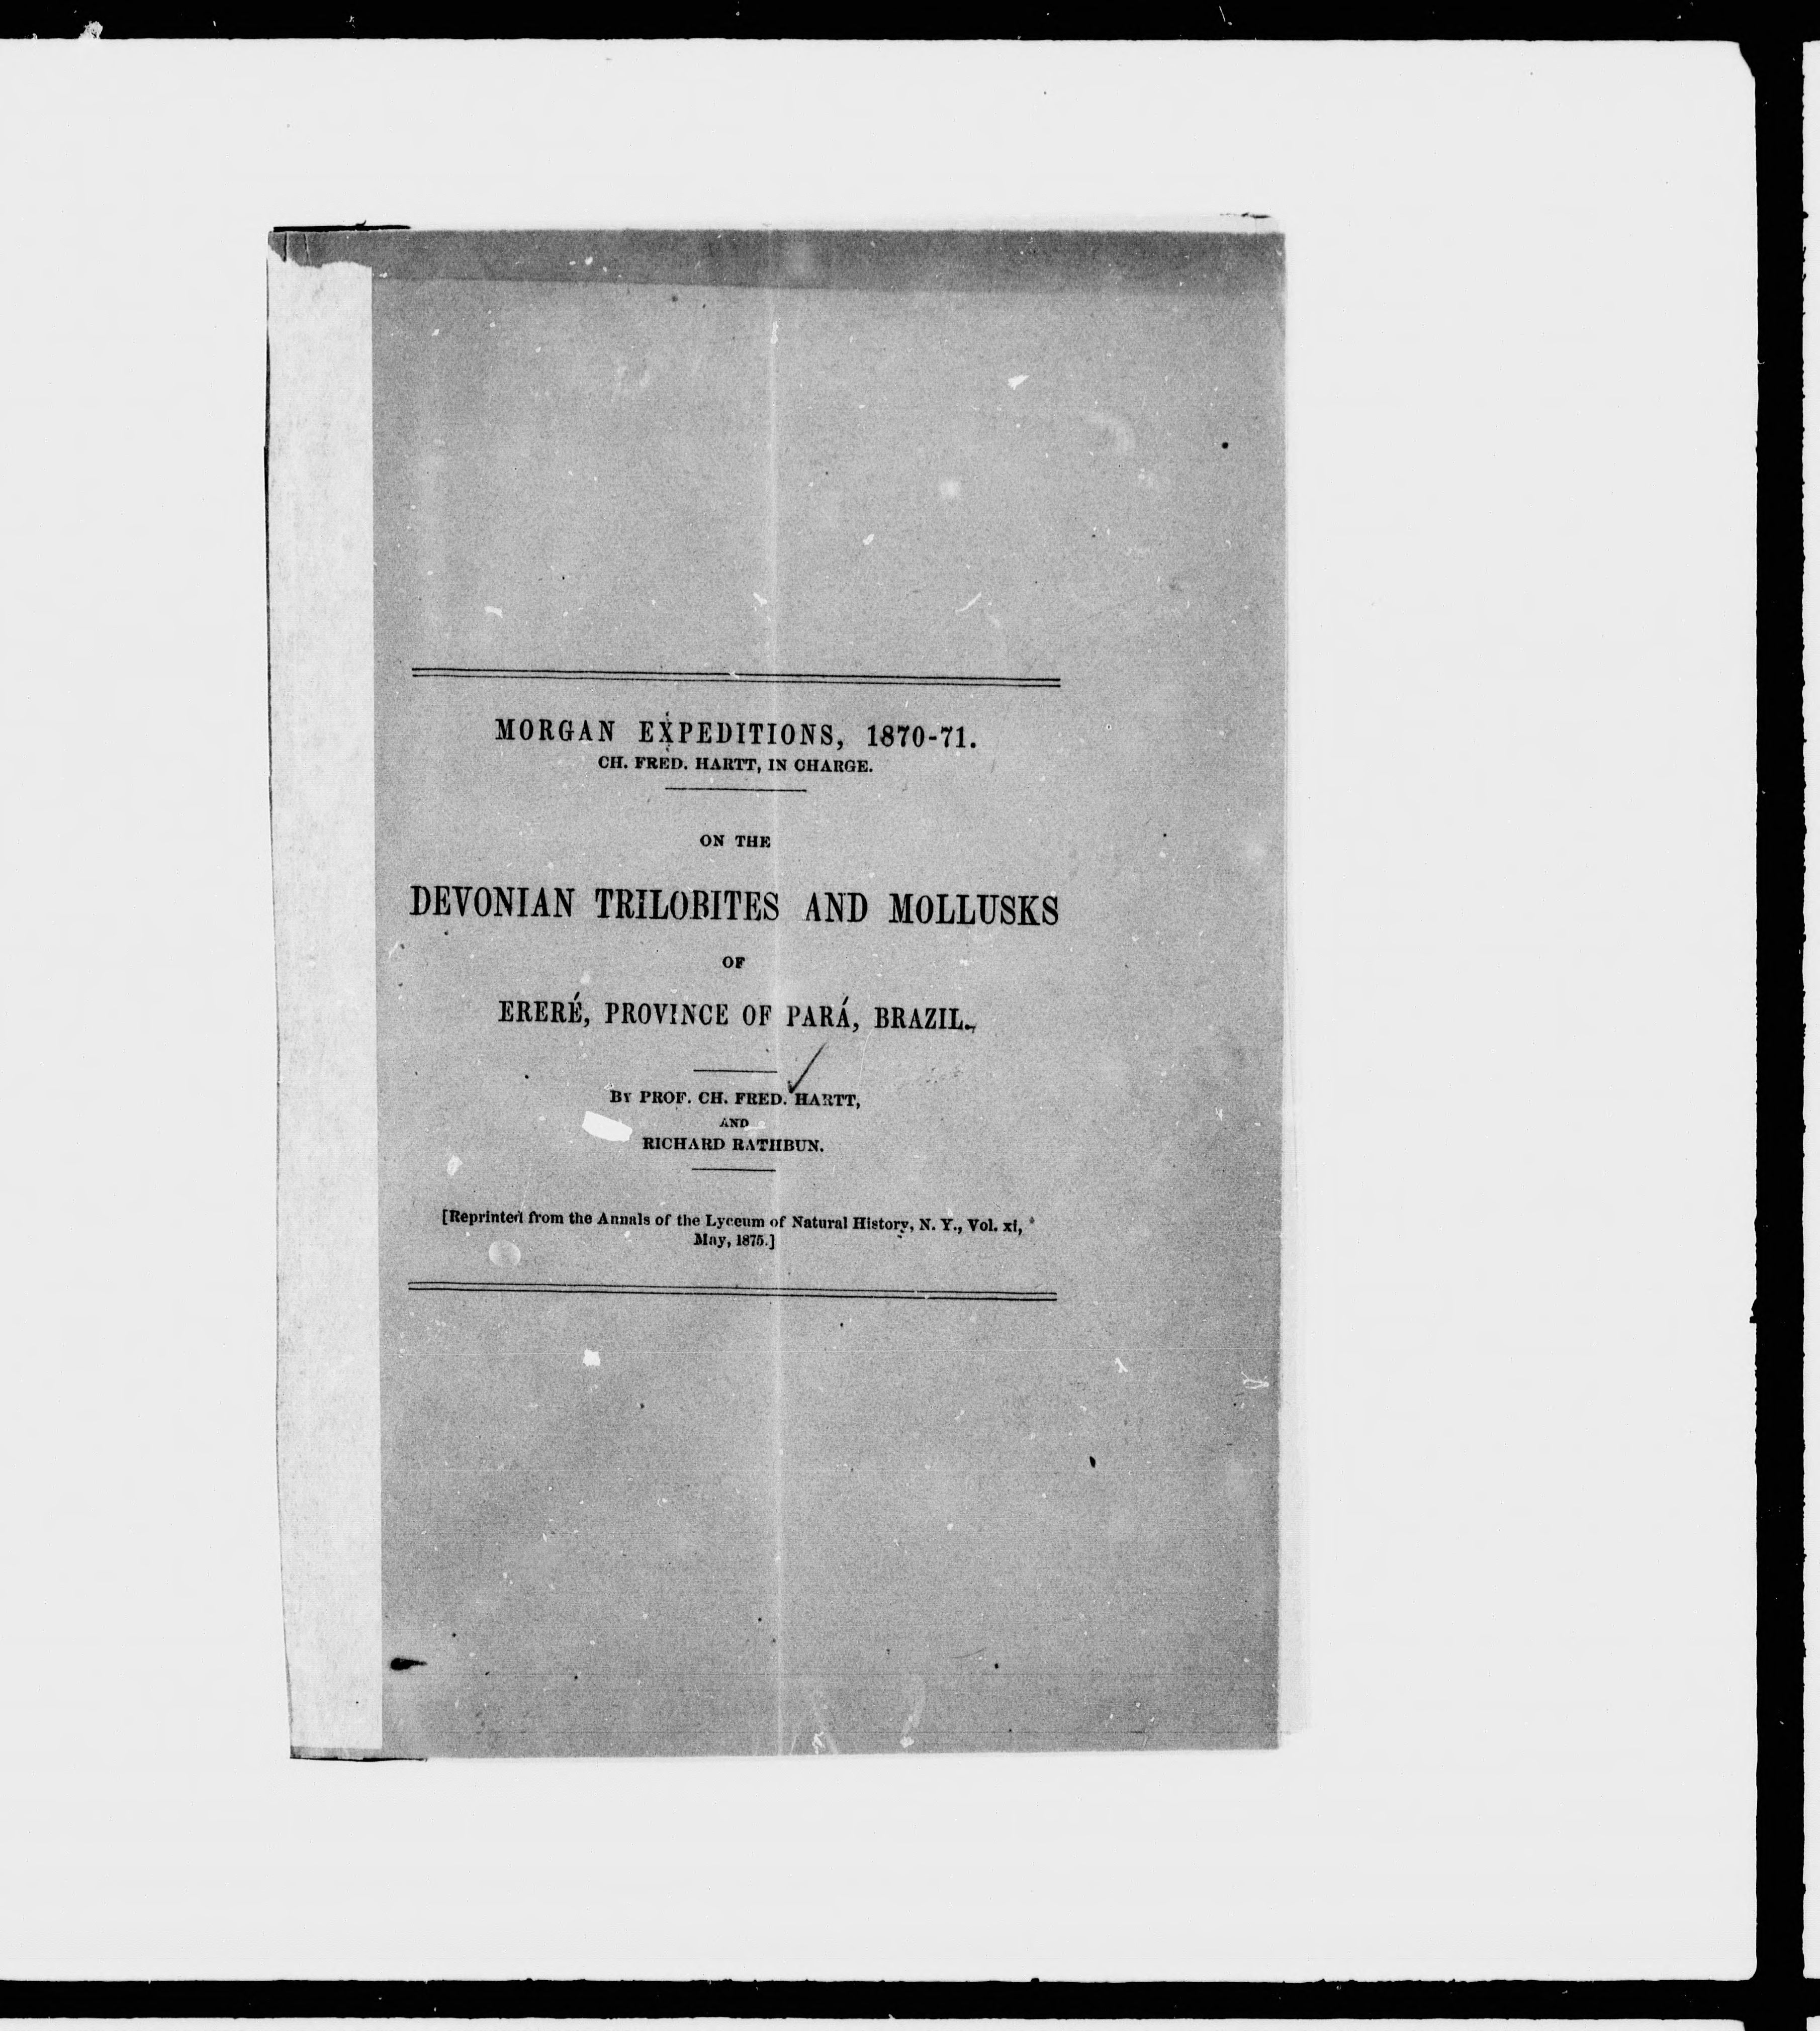 MORGAN EXPEDITIONS, 1870-71.
CH. FRED. HARTT, IN CHARGE.
ON THE
DEVONIAN TRILOBITES AND MOLLUSKS
OF
ERERÉ, PROVINCE OF PARÁ, BRAZIL.
BY PROF. CH. FRED. HARTT,
AND
RICHARD RATHBUN.
[Reprinted from the Annals of the Lyceum of Natural History, N. Y., Vol. xi,
May, 1875.]